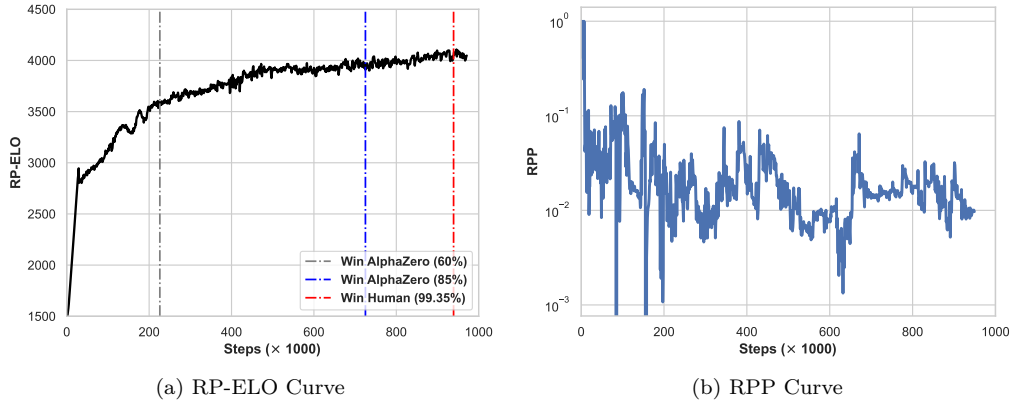 4500
4000
3500
3000
2500
2000
1500
RP-ELO
0
200
400
600
800
1000
Steps (× 1000)
Win AlphaZero (60%)
Win AlphaZero (85%)
Win Human (99.35%)
(a) RP-ELO Curve
10⁰
10⁻¹
10⁻²
10⁻³
RPP
0
200
400
600
800
1000
Steps (× 1000)
(b) RPP Curve